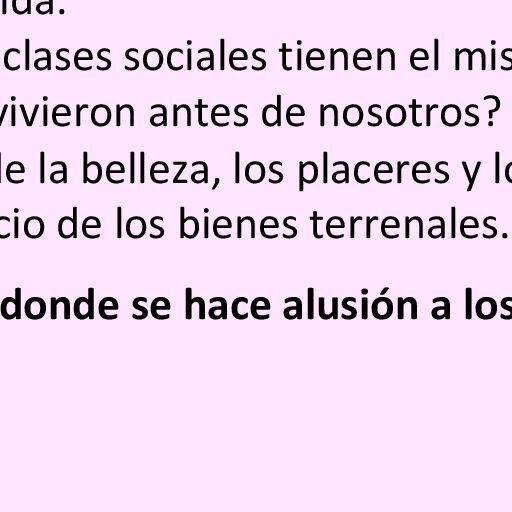 clases sociales tienen el mis
vivieron antes de nosotros?
de la belleza, los placeres y lo
cio de los bienes terrenales.
donde se hace alusión a los